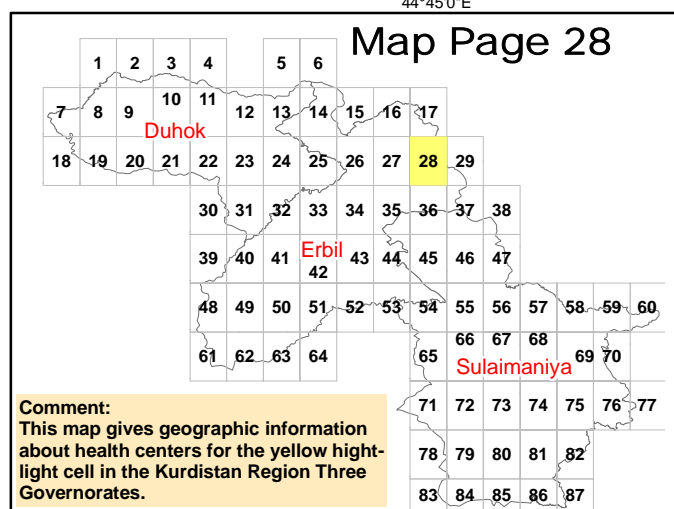 44°45'0"E
Map Page 28
1 2 3 4 5 6
7 8 9 10 11 12 13 14 15 16 17
Duhok
18 19 20 21 22 23 24 25 26 27 28 29
30 31 32 33 34 35 36 37 38
Erbil
39 40 41 42 43 44 45 46 47
48 49 50 51 52 53 54 55 56 57 58 59 60
61 62 63 64 65 66 67 68 69 70
Sulaimaniya
71 72 73 74 75 76 77
78 79 80 81 82
83 84 85 86 87
Comment:
This map gives geographic information
about health centers for the yellow hight-
light cell in the Kurdistan Region Three
Governorates.